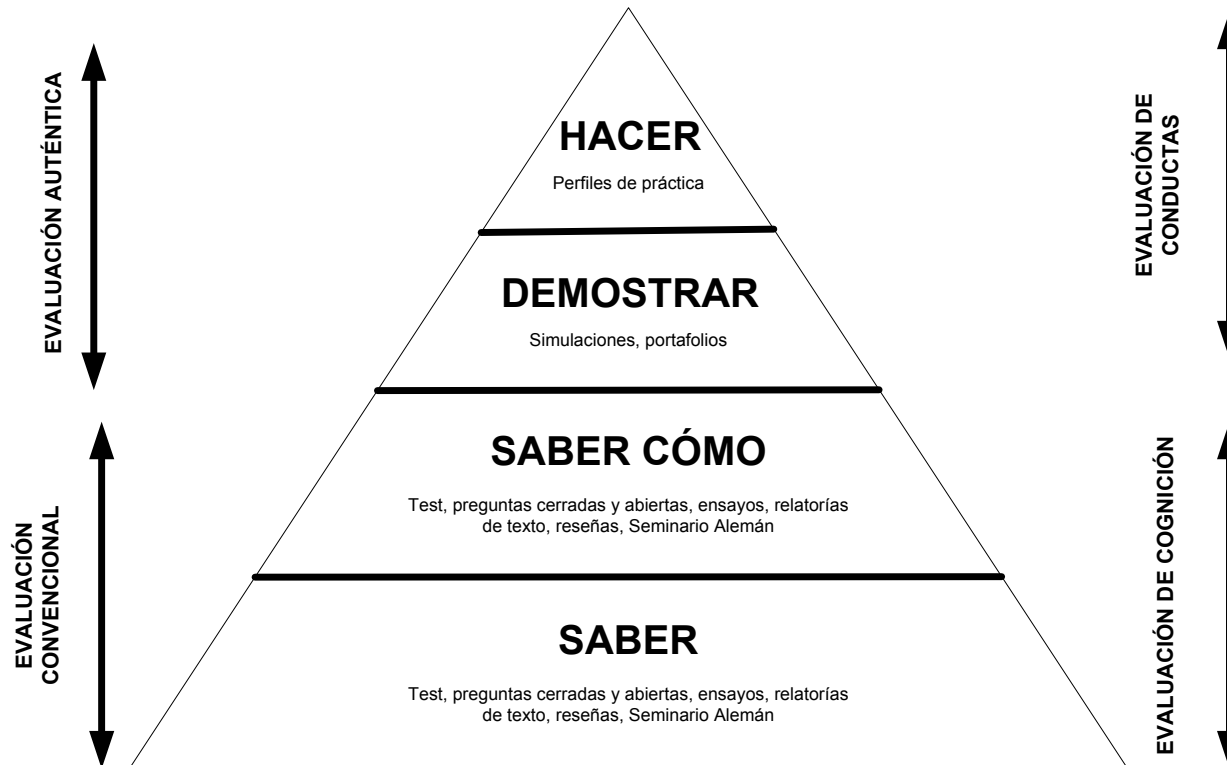 EVALUACIÓN AUTÉNTICA
EVALUACIÓN
CONVENCIONAL
HACER
Perfiles de práctica
DEMOSTRAR
Simulaciones, portafolios
SABER CÓMO
Test, preguntas cerradas y abiertas, ensayos, relatorías
de texto, reseñas, Seminario Alemán
SABER
Test, preguntas cerradas y abiertas, ensayos, relatorías
de texto, reseñas, Seminario Alemán
EVALUACIÓN DE
CONDUCTAS
EVALUACIÓN DE COGNICIÓN